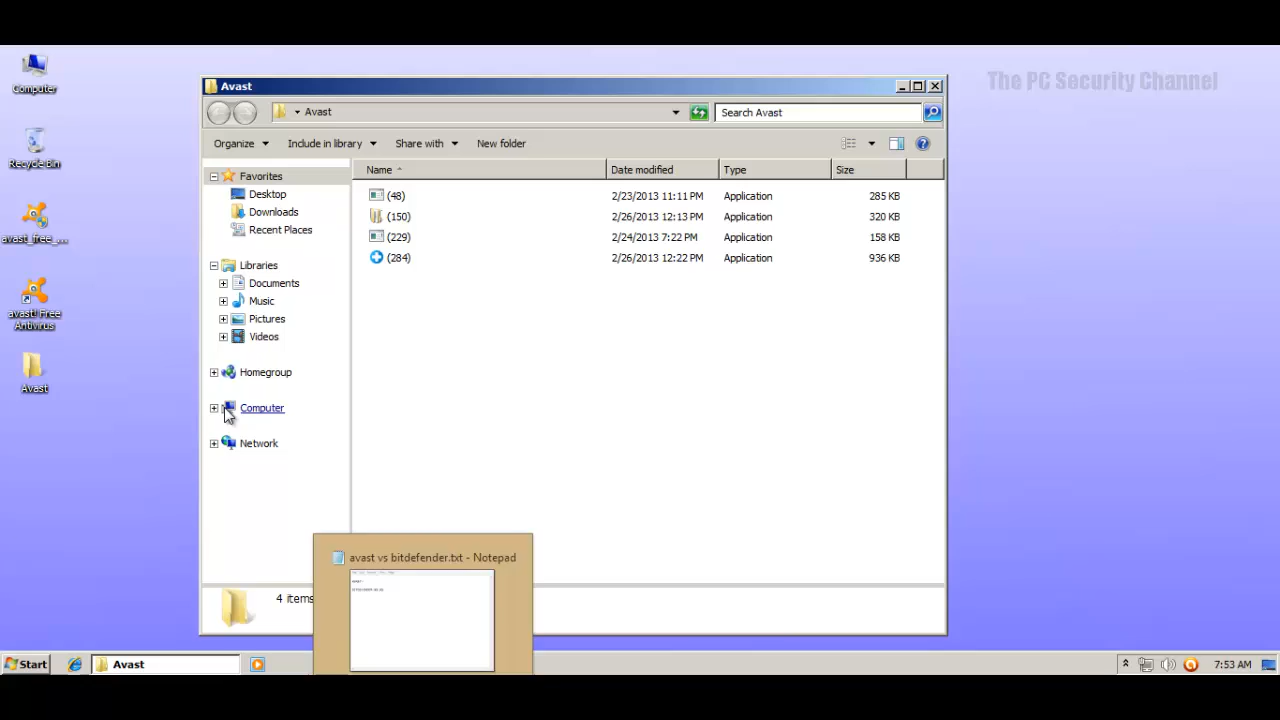 The PC Security Channel
Computer
Recycle Bin
avast_free_...
avast! Free
Antivirus
Avast
Avast
Avast
Search Avast
Organize
Include in library
Share with
New folder
Name
Date modified
Type
Size
Favorites
Desktop
Downloads
Recent Places
Libraries
Documents
Music
Pictures
Videos
Homegroup
Computer
Network
(48) 2/23/2013 11:11 PM Application 285 KB
(150) 2/26/2013 12:13 PM Application 320 KB
(229) 2/24/2013 7:22 PM Application 158 KB
(284) 2/26/2013 12:22 PM Application 936 KB
4 items
avast vs bitdefender.txt - Notepad
Start
Avast
7:53 AM